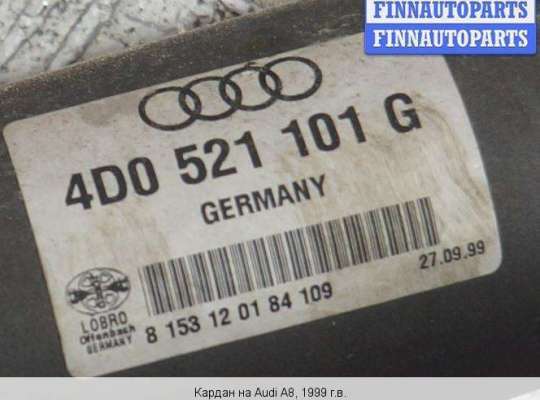 FINNAUTOPARTS
FINNAUTOPARTS
4D0 521 101 G
GERMANY
27.09.99
8 153 12 01 84 109
LOBRO
Offenbach
GERMANY
Кардан на Audi A8, 1999 г.в.